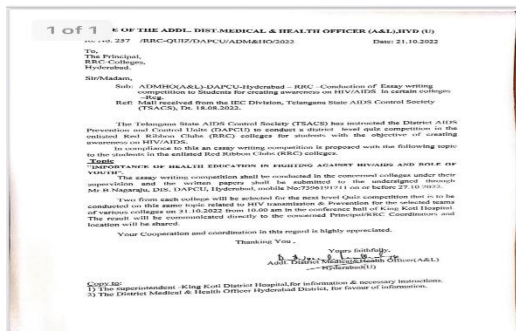 1 of 1
E OF THE ADDL. DIST.MEDICAL & HEALTH OFFICER (A&L),HYD (U)
257 /RRC-QUIZ/DAPCU/ADM&HO/2022 Date: 21.10.2022
To,
The Principal,
RRC-Colleges,
Hyderabad.
Sir/Madam,
Sub: ADMHO(A&L)-DAPCU-Hyderabad – RRC –Conduction of Essay writing
competition to Students for creating awareness on HIV/AIDS in certain colleges
–Reg.
Ref: Mail received from the IEC Division, Telangana State AIDS Control Society
(TSACS), Dt. 18.08.2022.
The Telangana State AIDS Control Society (TSACS) has instructed the District AIDS
Prevention and Control Units (DAPCU) to conduct a district level quiz competition in the
enlisted Red Ribbon Clubs (RRC) colleges for students with the objective of creating
awareness on HIV/AIDS.
In compliance to this an essay writing competition is proposed with the following topic
to the students in the enlisted Red Ribbon Clubs (RRC) colleges.
Topic
"IMPORTANCE OF HEALTH EDUCATION IN FIGHTING AGAINST HIV/AIDS AND ROLE OF
YOUTH".
The essay writing competition shall be conducted in the concerned colleges under their
supervision and the written papers shall be submitted to the undersigned through
Mr R Nagaraju, DIS, DAPCU, Hyderabad, mobile No:7396191711 on or before 27.10.2022.
Two from each college will be selected for the next level Quiz competition that is to be
conducted on this same topic related to HIV transmission & Prevention for the selected teams
of various colleges on 31.10.2022 from 10.00 am in the conference hall of King Koti Hospital.
The result will be communicated directly to the concerned Principal/RRC Coordinators and
location will be shared.
Your Cooperation and coordination in this regard is highly appreciated.
Thanking You ,
Yours faithfully,
Addl. District Medical&Health Officer(A&L)
Hyderabad(U)
Copy to:
1) The superintendent –King Koti District Hospital,for information & necessary instructions.
2) The District Medical & Health Officer Hyderabad District, for favour of information.